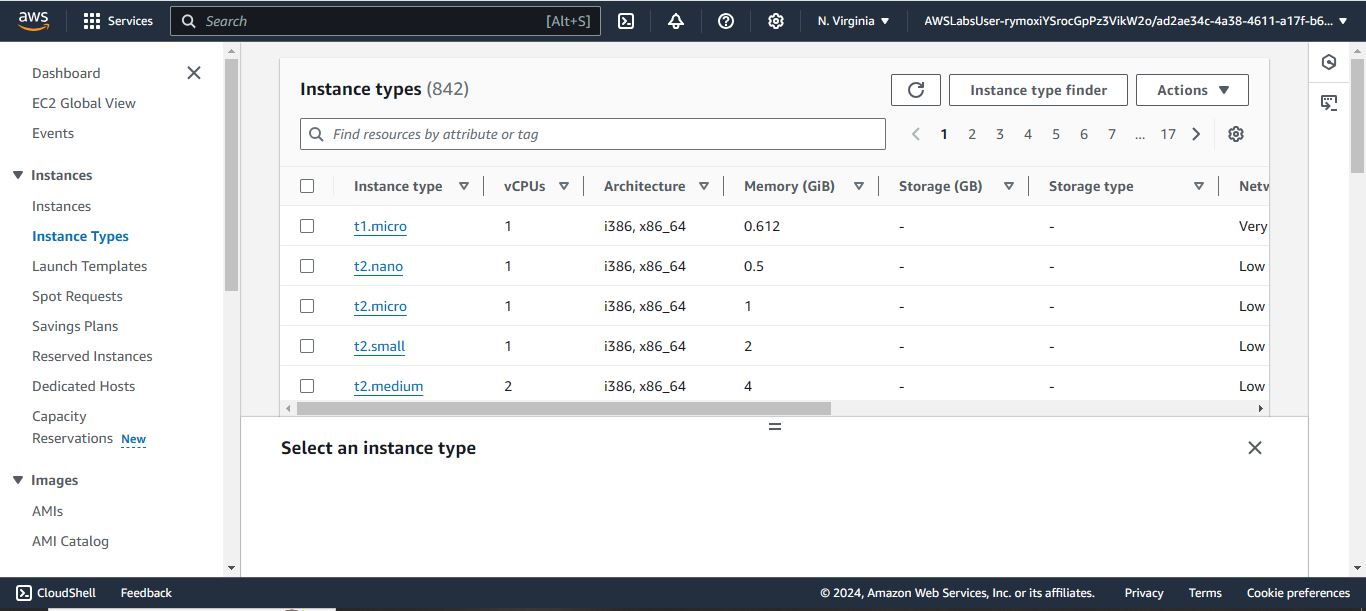 aws Services Search [Alt+S] N. Virginia AWSLabsUser-rymoxiYSrocGpPz3VikW2o/ad2ae34c-4a38-4611-a17f-b6...
Dashboard
EC2 Global View
Events
Instances
Instances
Instance Types
Launch Templates
Spot Requests
Savings Plans
Reserved Instances
Dedicated Hosts
Capacity
Reservations New
Images
AMIs
AMI Catalog
Instance types (842) Instance type finder Actions
Find resources by attribute or tag 1 2 3 4 5 6 7 ... 17
Instance type vCPUs Architecture Memory (GiB) Storage (GB) Storage type Netw
t1.micro 1 i386, x86_64 0.612 - - Very
t2.nano 1 i386, x86_64 0.5 - - Low
t2.micro 1 i386, x86_64 1 - - Low
t2.small 1 i386, x86_64 2 - - Low
t2.medium 2 i386, x86_64 4 - - Low
Select an instance type
CloudShell Feedback © 2024, Amazon Web Services, Inc. or its affiliates. Privacy Terms Cookie preferences